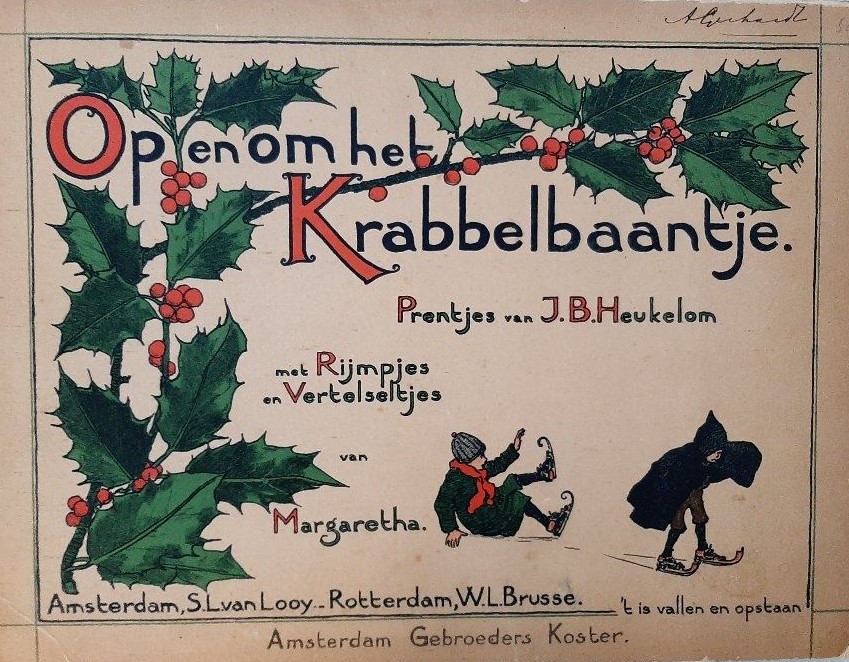 A Gerhardt
Op en om het
Krabbelbaantje.
Prentjes van J.B.Heukelom
met Rijmpjes
en Vertelseltjes
van
Margaretha.
Amsterdam, S.L.van Looy.- Rotterdam, W.L.Brusse.
't is vallen en opstaan
Amsterdam Gebroeders Koster.